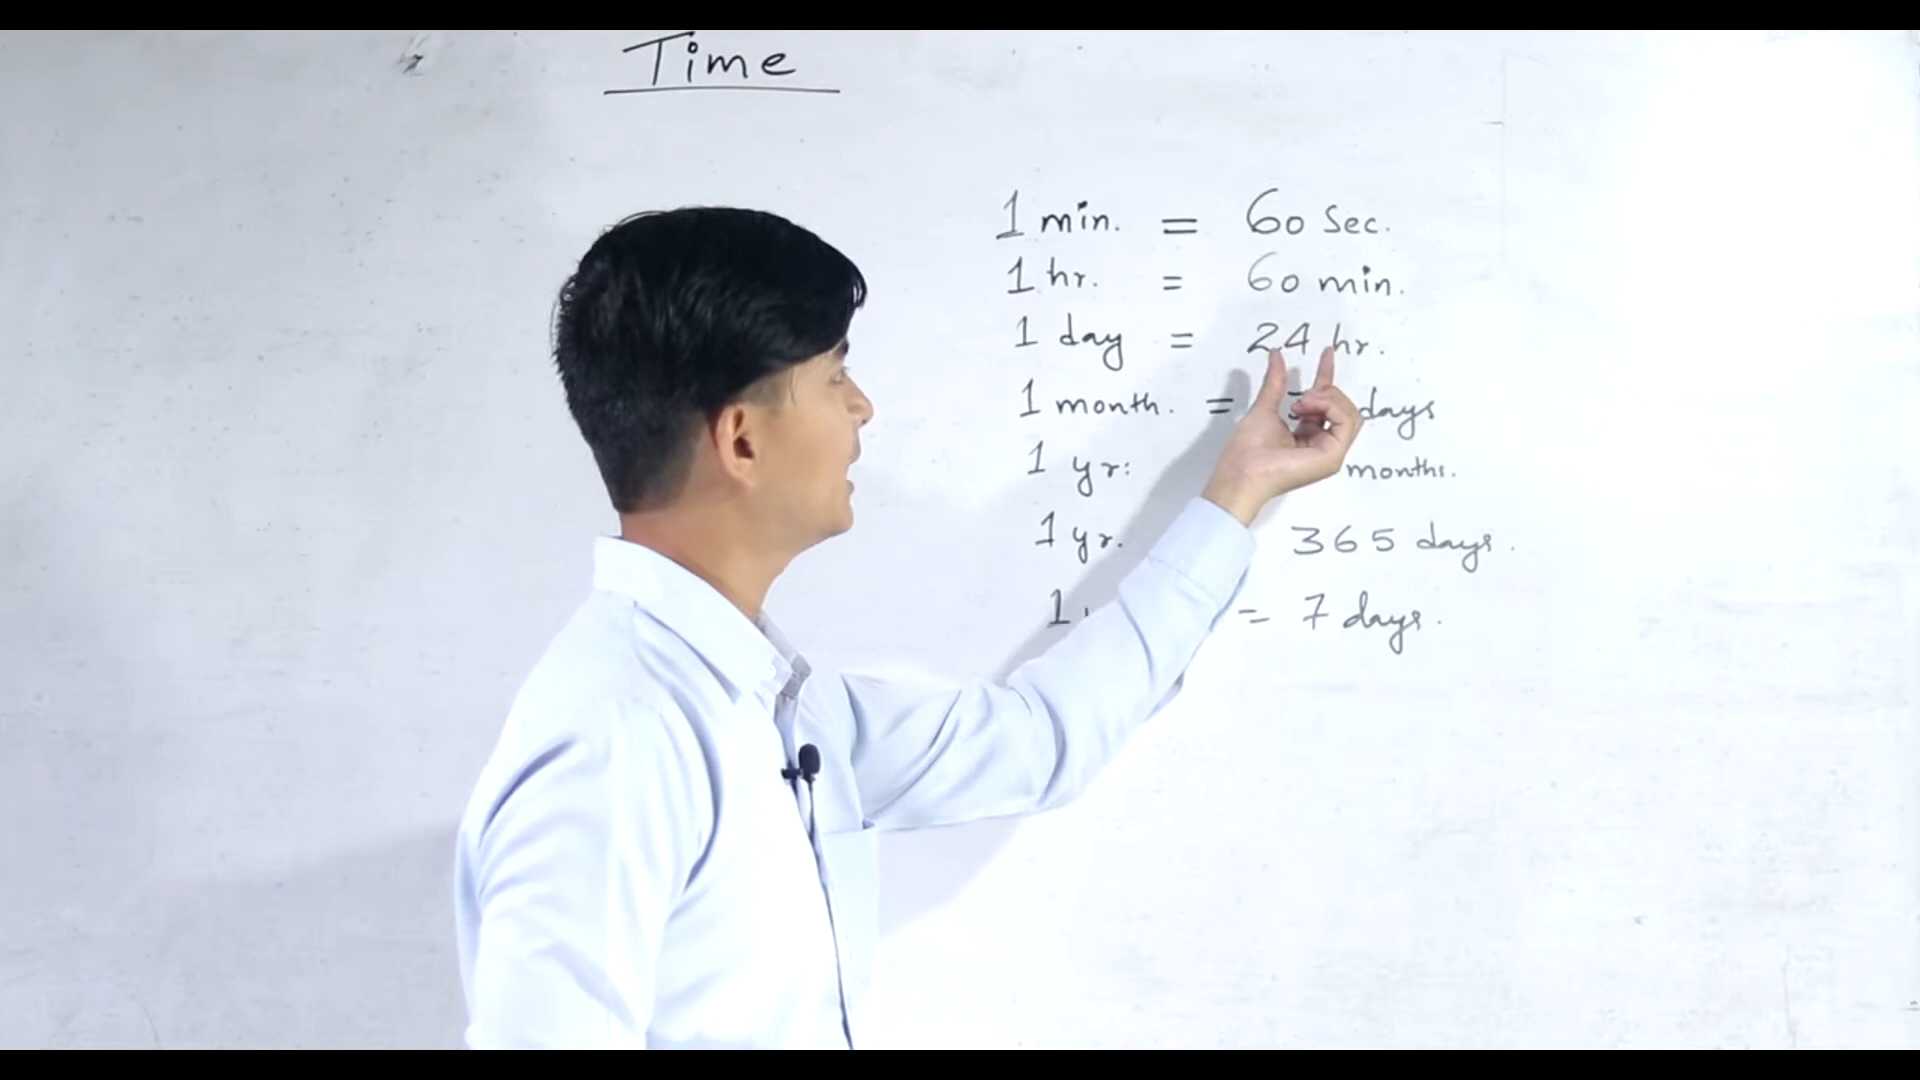 Time
1 min. = 60 Sec.
1 hr. = 60 min.
1 day = 24 hr.
1 month. = days
1 yr: months.
1 yr. 365 days.
1 = 7 days.